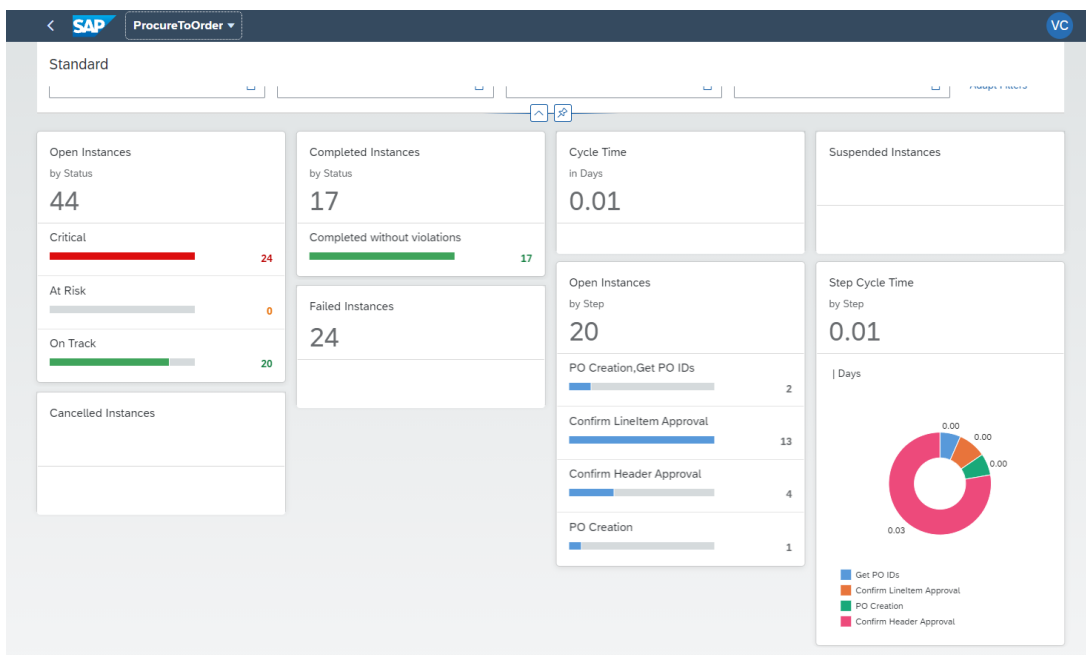 SAP ProcureToOrder
VC
Standard
Adapt Filters
Open Instances
by Status
44
Critical
24
At Risk
0
On Track
20
Cancelled Instances
Completed Instances
by Status
17
Completed without violations
17
Failed Instances
24
Cycle Time
in Days
0.01
Open Instances
by Step
20
PO Creation,Get PO IDs
2
Confirm LineItem Approval
13
Confirm Header Approval
4
PO Creation
1
Suspended Instances
Step Cycle Time
by Step
0.01
| Days
0.00
0.00
0.00
0.03
Get PO IDs
Confirm LineItem Approval
PO Creation
Confirm Header Approval